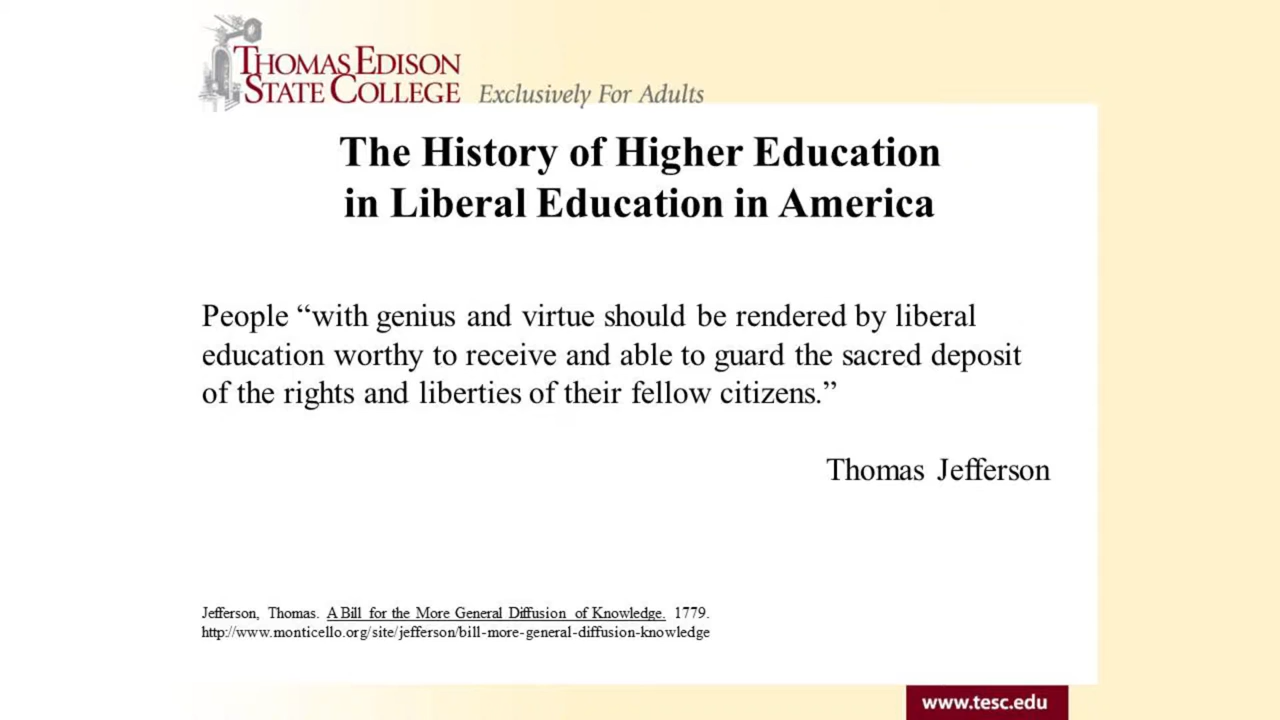 THOMAS EDISON
STATE COLLEGE Exclusively For Adults
The History of Higher Education
in Liberal Education in America
People “with genius and virtue should be rendered by liberal
education worthy to receive and able to guard the sacred deposit
of the rights and liberties of their fellow citizens.”
Thomas Jefferson
Jefferson, Thomas. A Bill for the More General Diffusion of Knowledge. 1779.
http://www.monticello.org/site/jefferson/bill-more-general-diffusion-knowledge
www.tesc.edu